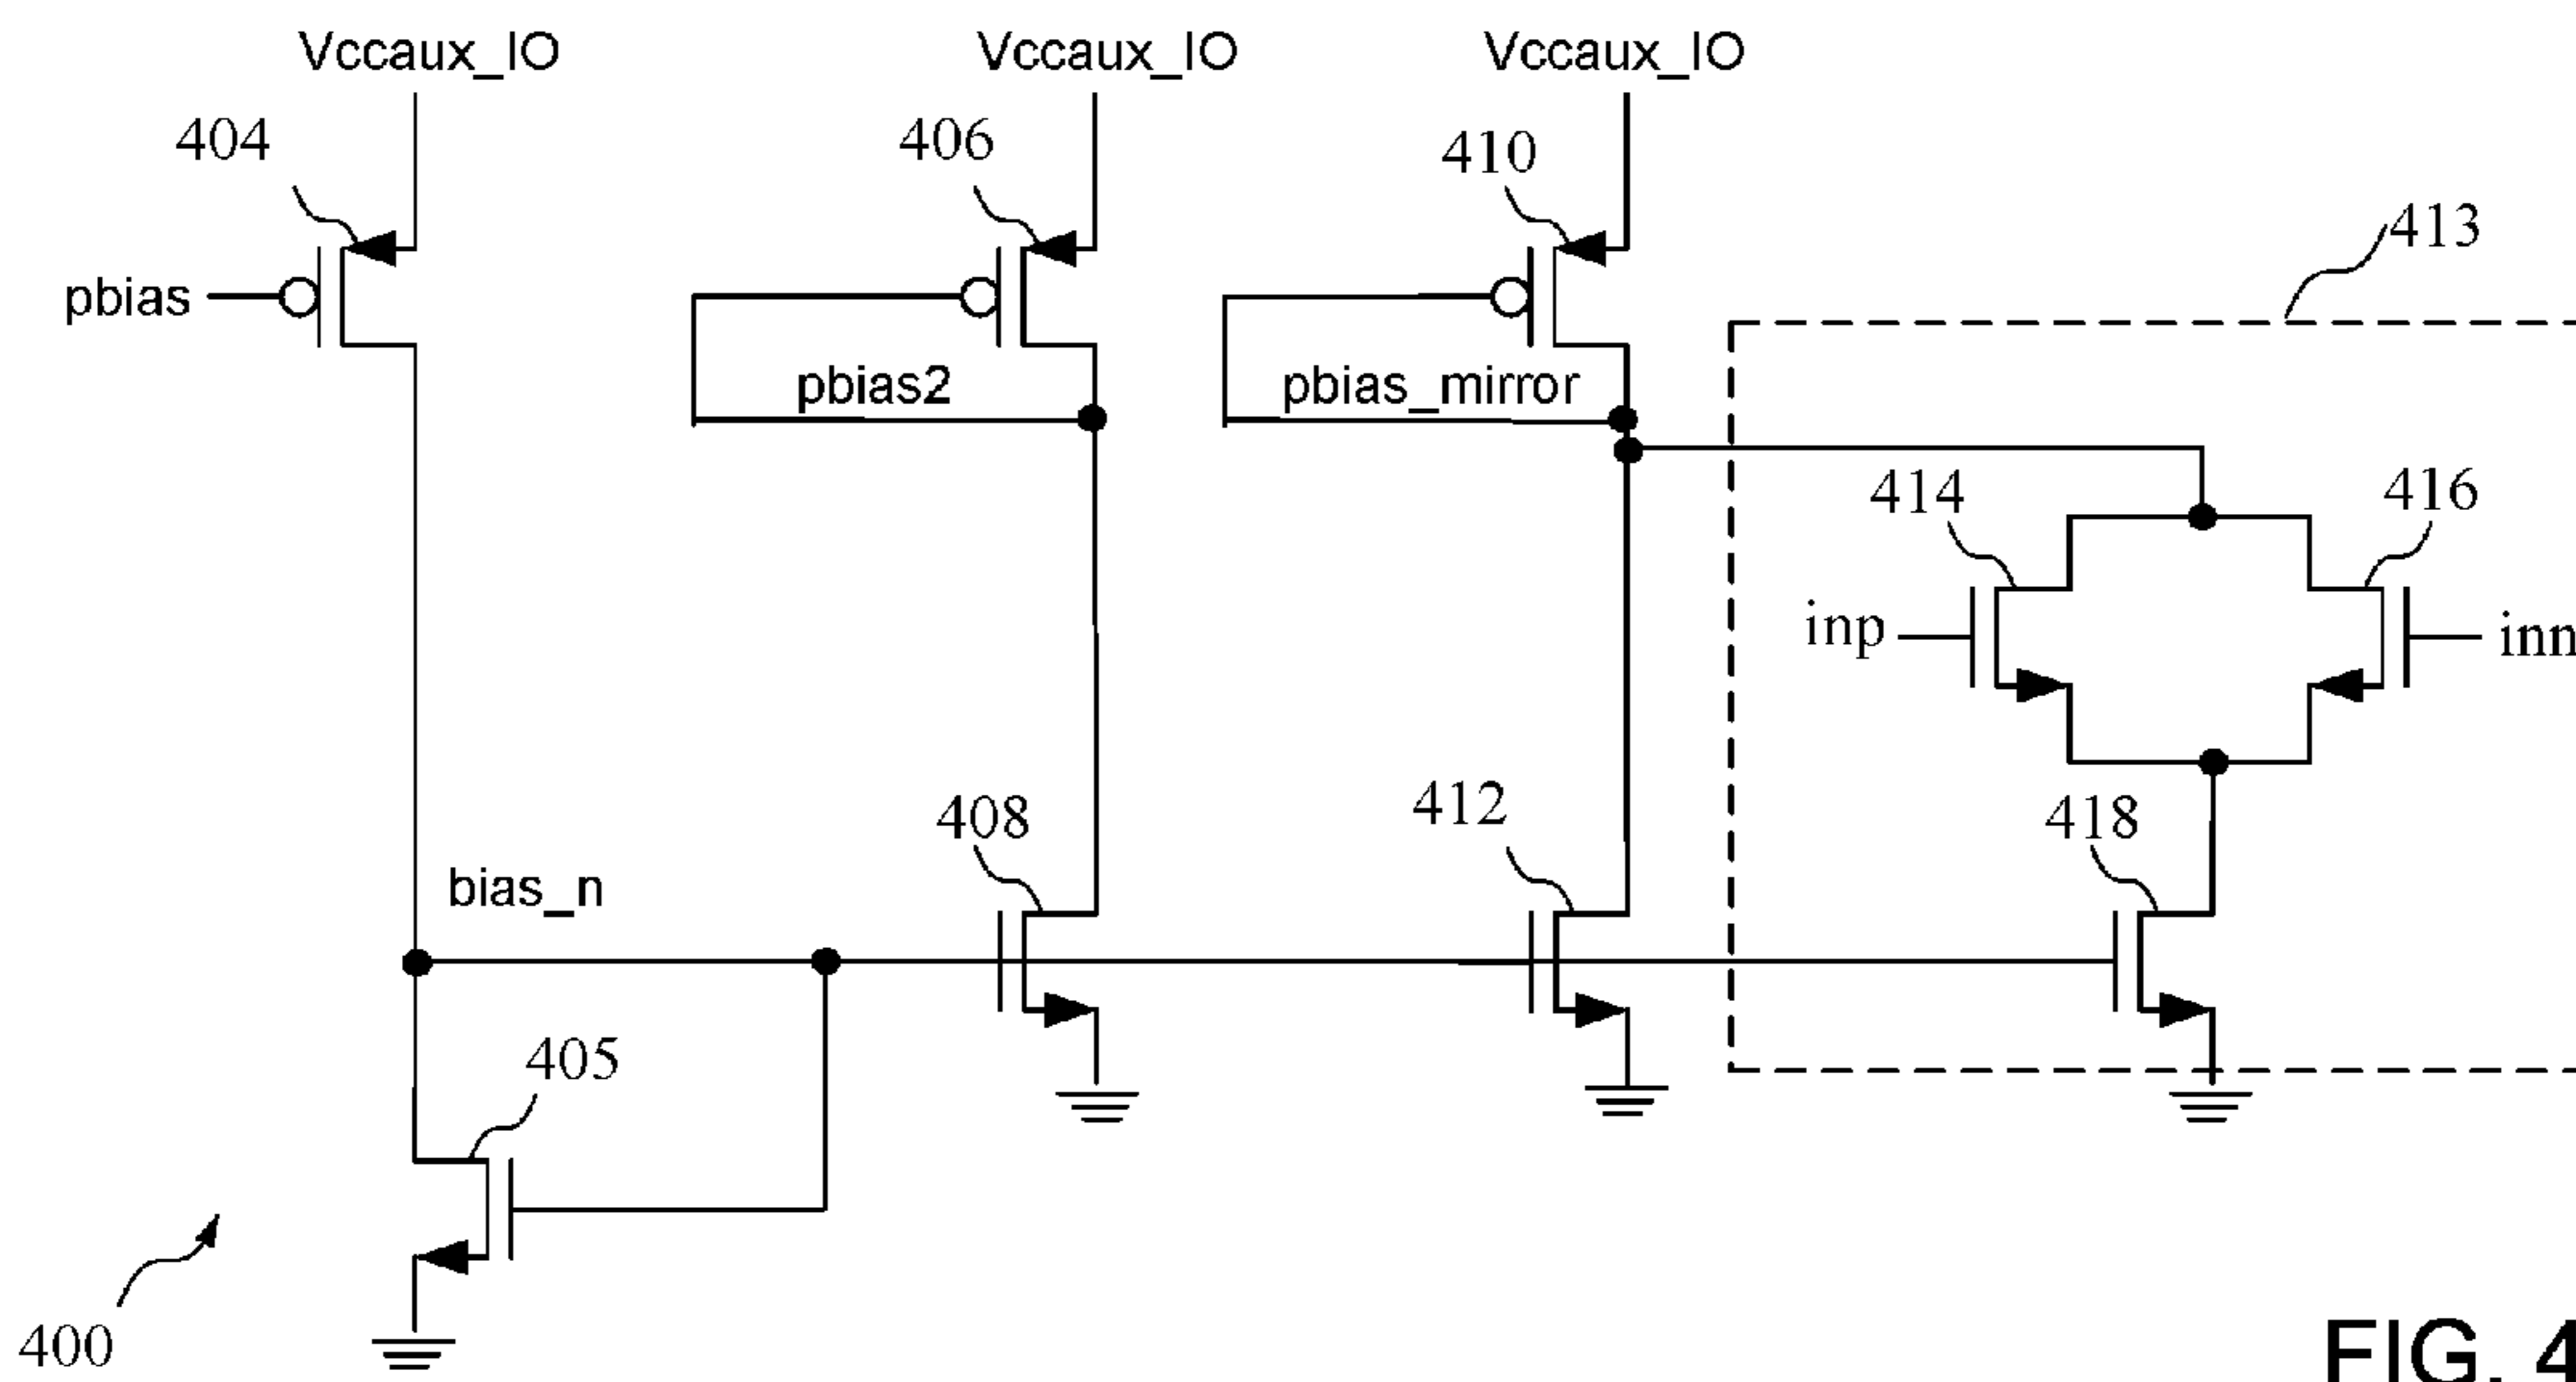 Vccaux_IO
Vccaux_IO
Vccaux_IO
404
406
410
413
pbias
pbias2
pbias_mirror
414
416
inp
inn
408
412
418
bias_n
405
400
FIG. 4